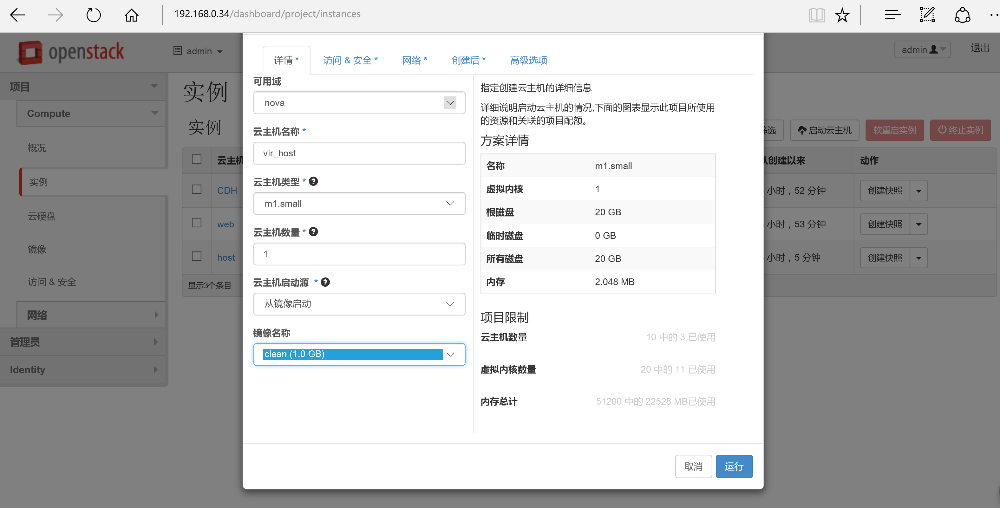 192.168.0.34/dashboard/project/instances
openstack
admin
admin
退出
项目
Compute
概况
实例
云硬盘
镜像
访问 & 安全
网络
管理员
Identity
实例
实例
筛选
启动云主机
软重启实例
终止实例
云主机
从创建以来
动作
CDH
小时，52 分钟
创建快照
web
小时，53 分钟
创建快照
host
小时，5 分钟
创建快照
显示3个条目
详情 *
访问 & 安全 *
网络 *
创建后 *
高级选项
可用域
nova
云主机名称 *
vir_host
云主机类型 * ?
m1.small
云主机数量 * ?
1
云主机启动源 * ?
从镜像启动
镜像名称
clean (1.0 GB)
指定创建云主机的详细信息
详细说明启动云主机的情况,下面的图表显示此项目所使用
的资源和关联的项目配额。
方案详情
名称 m1.small
虚拟内核 1
根磁盘 20 GB
临时磁盘 0 GB
所有磁盘 20 GB
内存 2,048 MB
项目限制
云主机数量 10 中的 3 已使用
虚拟内核数量 20 中的 11 已使用
内存总计 51200 中的 22528 MB已使用
取消
运行